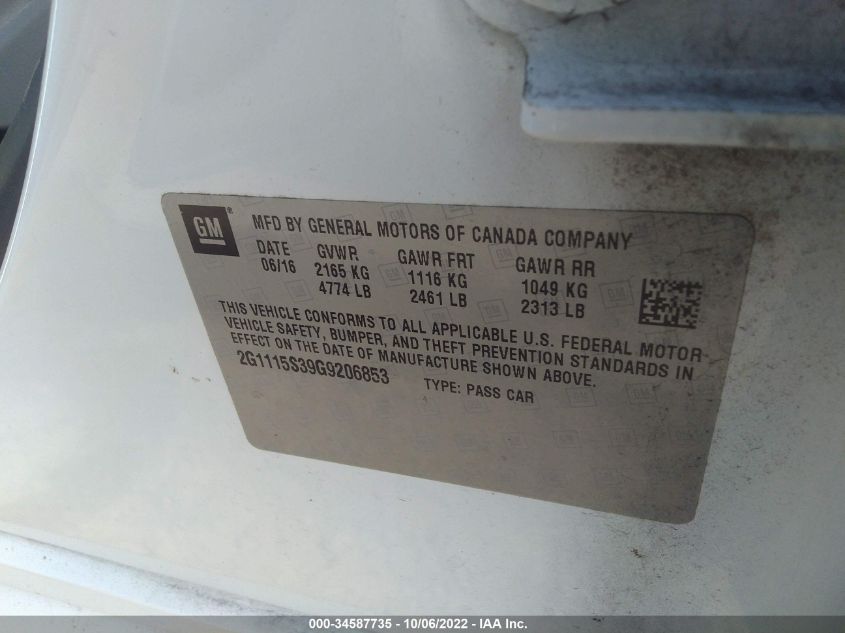 GM®
MFD BY GENERAL MOTORS OF CANADA COMPANY
DATE GVWR GAWR FRT GAWR RR
06/16 2165 KG 1116 KG 1049 KG
4774 LB 2461 LB 2313 LB
THIS VEHICLE CONFORMS TO ALL APPLICABLE U.S. FEDERAL MOTOR
VEHICLE SAFETY, BUMPER, AND THEFT PREVENTION STANDARDS IN
EFFECT ON THE DATE OF MANUFACTURE SHOWN ABOVE.
2G1115S39G9206853 TYPE: PASS CAR
000-34587735 - 10/06/2022 - IAA Inc.